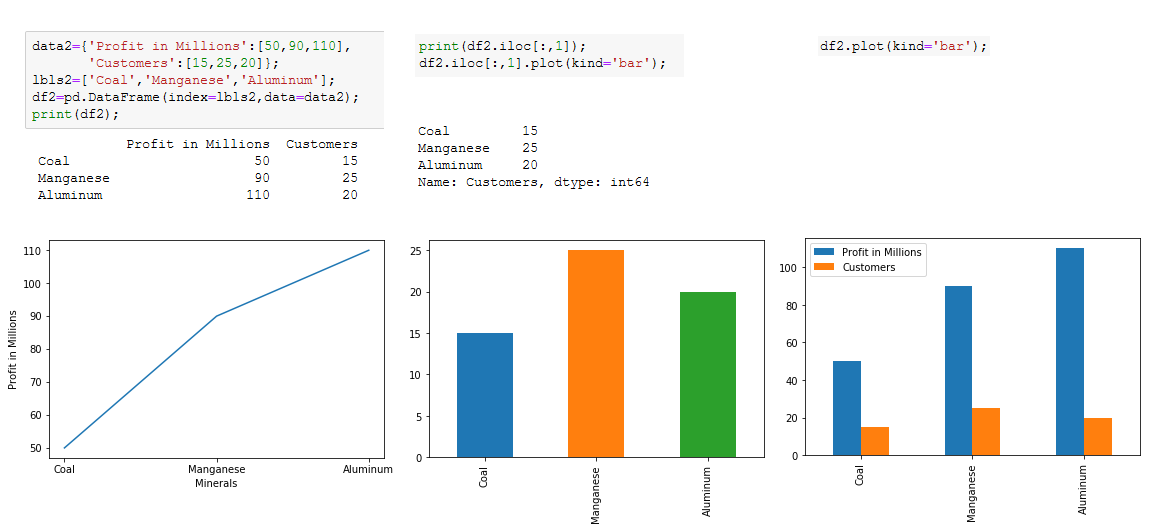 data2={'Profit in Millions':[50,90,110],
'Customers':[15,25,20]};
lbls2=['Coal','Manganese','Aluminum'];
df2=pd.DataFrame(index=lbls2,data=data2);
print(df2);
Profit in Millions Customers
Coal 50 15
Manganese 90 25
Aluminum 110 20
print(df2.iloc[:,1]);
df2.iloc[:,1].plot(kind='bar');
Coal 15
Manganese 25
Aluminum 20
Name: Customers, dtype: int64
df2.plot(kind='bar');
110
100
90
80
70
60
50
Profit in Millions
Coal Manganese Aluminum
Minerals
25
20
15
10
5
0
Coal
Manganese
Aluminum
Profit in Millions
Customers
100
80
60
40
20
0
Coal
Manganese
Aluminum